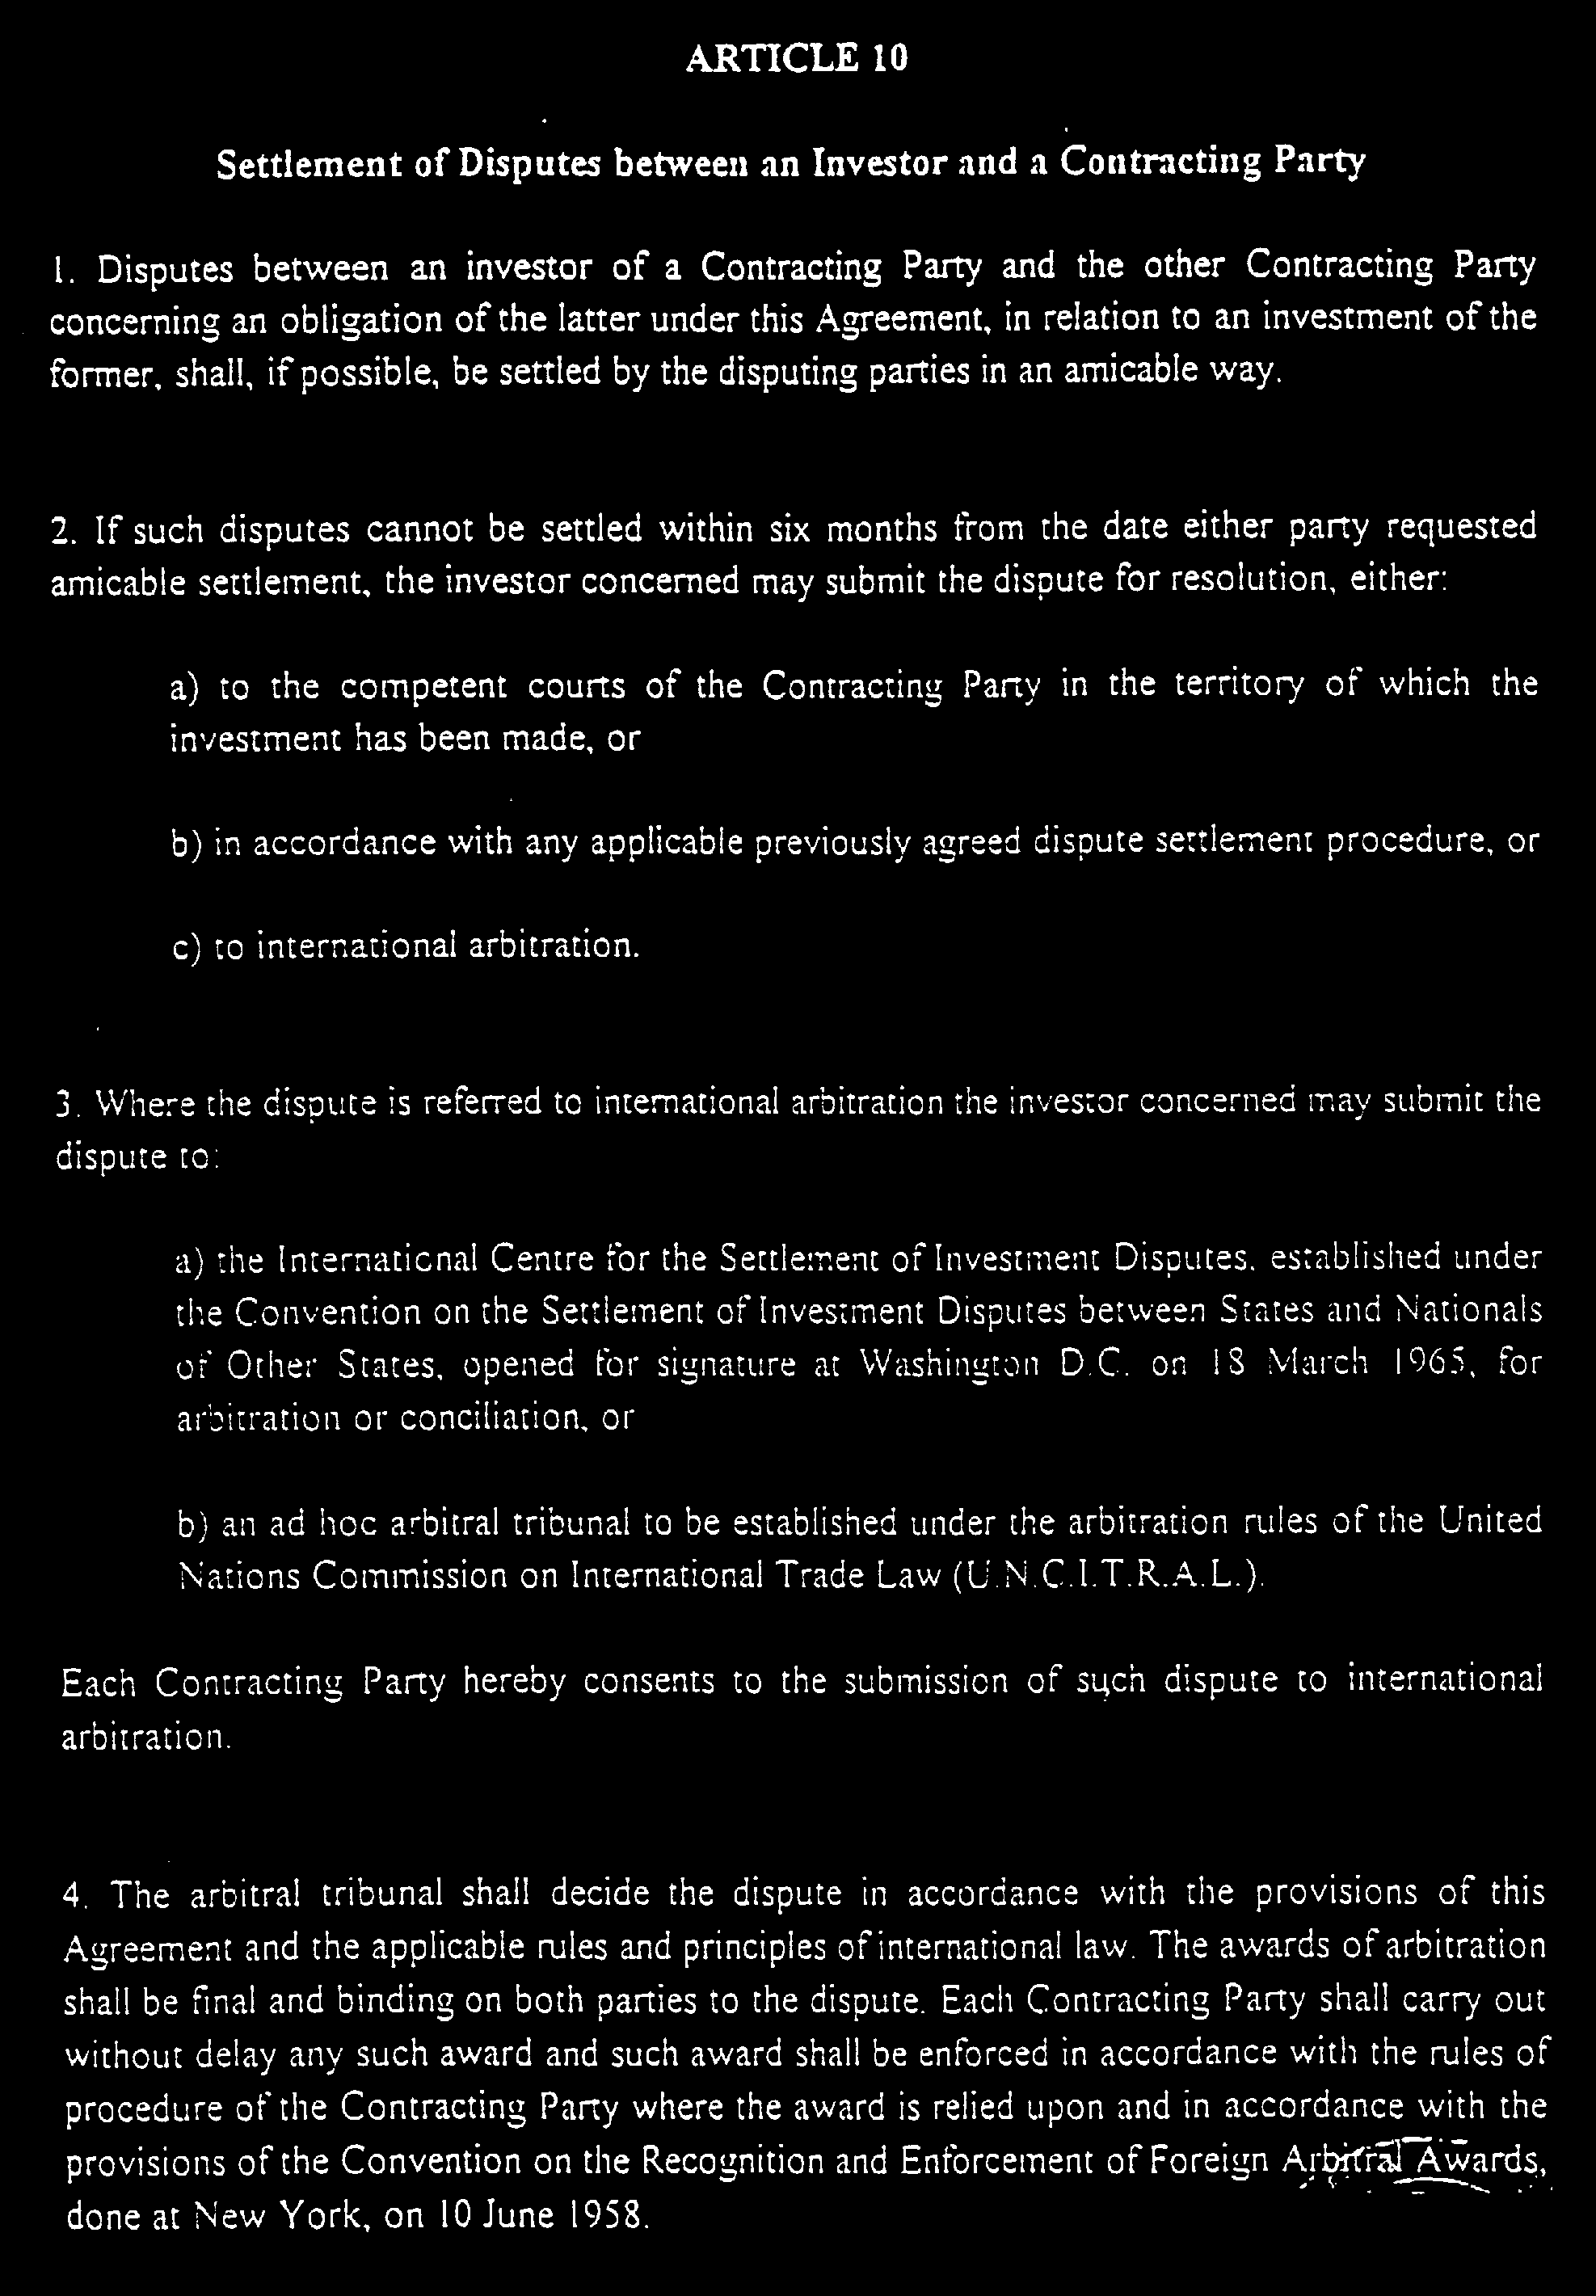 ARTICLE 10
Settlement of Disputes between an Investor and a Contracting Party
1. Disputes between an investor of a Contracting Party and the other Contracting Party
concerning an obligation of the latter under this Agreement, in relation to an investment of the
former, shall, if possible, be settled by the disputing parties in an amicable way.
2. If such disputes cannot be settled within six months from the date either party requested
amicable settlement, the investor concerned may submit the dispute for resolution, either:
a) to the competent courts of the Contracting Party in the territory of which the
investment has been made, or
b) in accordance with any applicable previously agreed dispute settlement procedure, or
c) to international arbitration.
3. Where the dispute is referred to international arbitration the investor concerned may submit the
dispute to:
a) the International Centre for the Settlement of Investment Disputes, established under
the Convention on the Settlement of Investment Disputes between States and Nationals
of Other States, opened for signature at Washington D.C. on 18 March 1965, for
arbitration or conciliation, or
b) an ad hoc arbitral tribunal to be established under the arbitration rules of the United
Nations Commission on International Trade Law (U.N.C.I.T.R.A.L.).
Each Contracting Party hereby consents to the submission of such dispute to international
arbitration.
4. The arbitral tribunal shall decide the dispute in accordance with the provisions of this
Agreement and the applicable rules and principles of international law. The awards of arbitration
shall be final and binding on both parties to the dispute. Each Contracting Party shall carry out
without delay any such award and such award shall be enforced in accordance with the rules of
procedure of the Contracting Party where the award is relied upon and in accordance with the
provisions of the Convention on the Recognition and Enforcement of Foreign Arbitral Awards,
done at New York, on 10 June 1958.